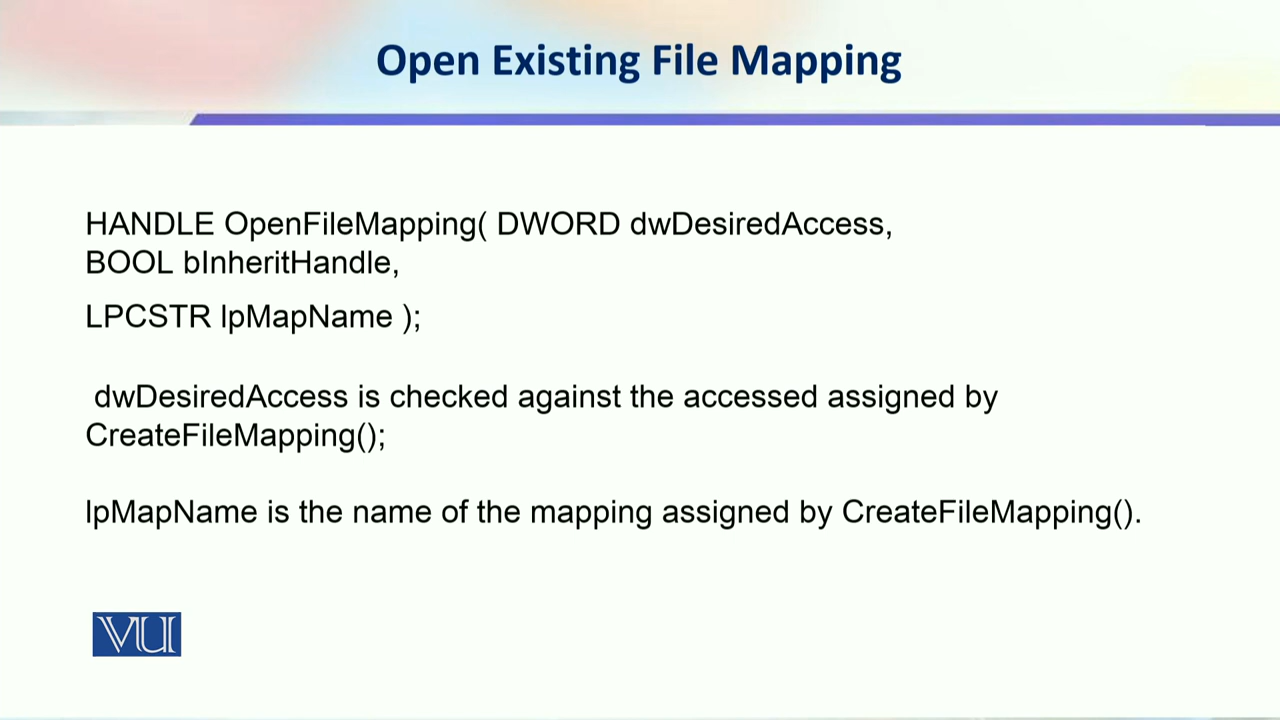 Open Existing File Mapping
HANDLE OpenFileMapping( DWORD dwDesiredAccess,
BOOL bInheritHandle,
LPCSTR lpMapName );
dwDesiredAccess is checked against the accessed assigned by
CreateFileMapping();
lpMapName is the name of the mapping assigned by CreateFileMapping().
VU